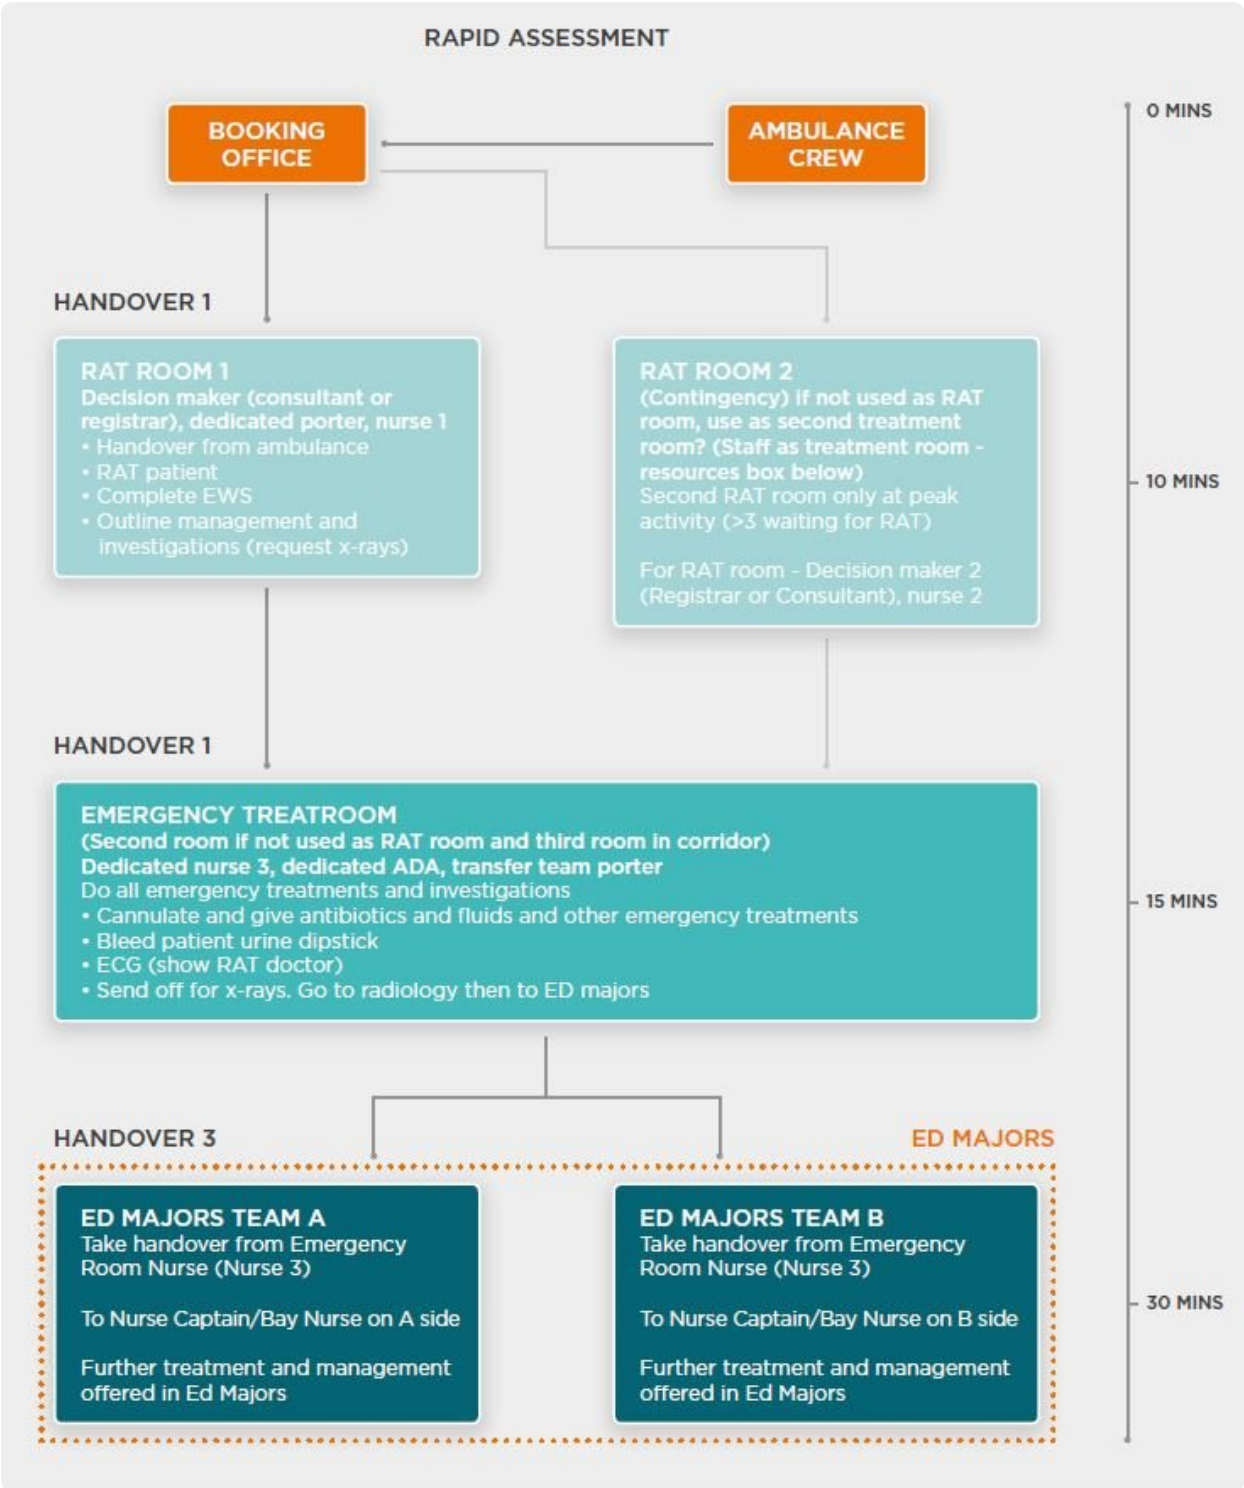 RAPID ASSESSMENT
BOOKING
OFFICE
AMBULANCE
CREW
0 MINS
HANDOVER 1
RAT ROOM 1
Decision maker (consultant or
registrar), dedicated porter, nurse 1
• Handover from ambulance
• RAT patient
• Complete EWS
• Outline management and
investigations (request x-rays)
RAT ROOM 2
(Contingency) if not used as RAT
room, use as second treatment
room? (Staff as treatment room -
resources box below)
Second RAT room only at peak
activity (>3 waiting for RAT)
For RAT room - Decision maker 2
(Registrar or Consultant), nurse 2
10 MINS
HANDOVER 1
EMERGENCY TREATROOM
(Second room if not used as RAT room and third room in corridor)
Dedicated nurse 3, dedicated ADA, transfer team porter
Do all emergency treatments and investigations
• Cannulate and give antibiotics and fluids and other emergency treatments
• Bleed patient urine dipstick
• ECG (show RAT doctor)
• Send off for x-rays. Go to radiology then to ED majors
15 MINS
HANDOVER 3
ED MAJORS
ED MAJORS TEAM A
Take handover from Emergency
Room Nurse (Nurse 3)
To Nurse Captain/Bay Nurse on A side
Further treatment and management
offered in Ed Majors
ED MAJORS TEAM B
Take handover from Emergency
Room Nurse (Nurse 3)
To Nurse Captain/Bay Nurse on B side
Further treatment and management
offered in Ed Majors
30 MINS